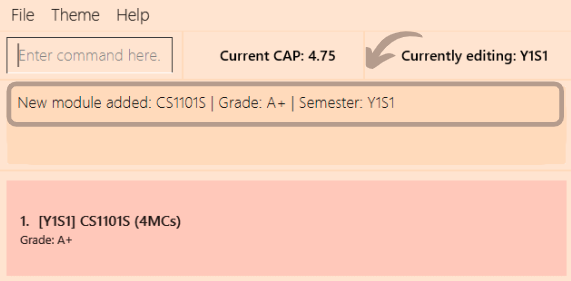 File Theme Help
Enter command here. Current CAP: 4.75 Currently editing: Y1S1
New module added: CS1101S | Grade: A+ | Semester: Y1S1
1. [Y1S1] CS1101S (4MCs)
Grade: A+